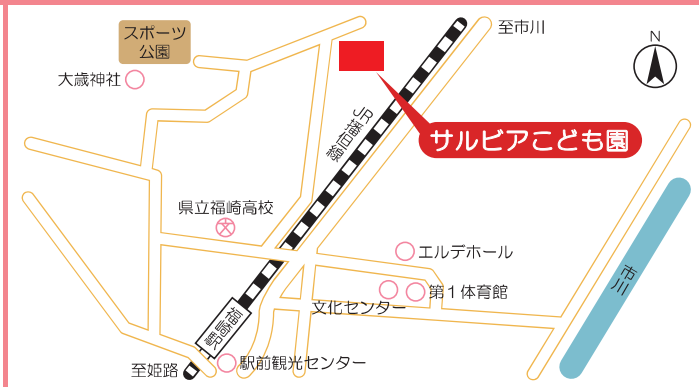 スポーツ
公園
至市川
N
大歳神社
JR播但線
サルビアこども園
県立福崎高校
文
エルデホール
市川
第1体育館
文化センター
福崎駅
駅前観光センター
至姫路